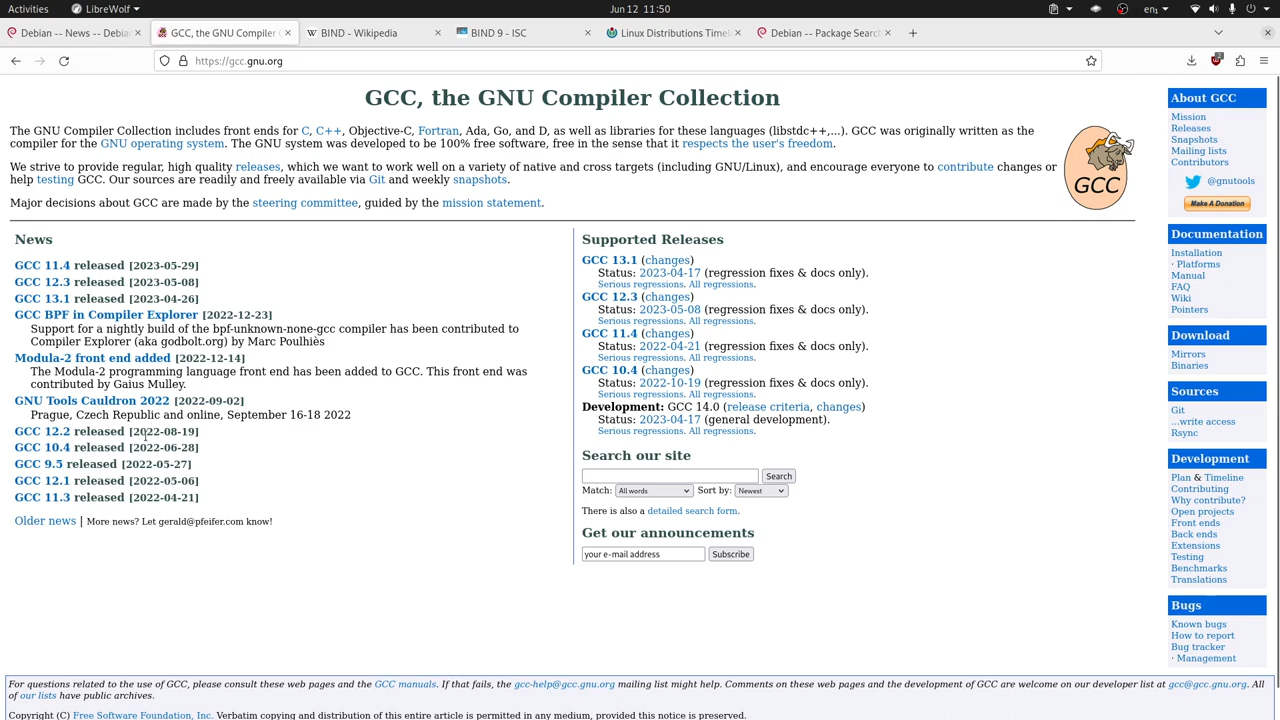 Activities
LibreWolf
Jun 12 11:50
en₁
Debian -- News -- Debia
GCC, the GNU Compiler C
BIND - Wikipedia
BIND 9 - ISC
Linux Distributions Timel
Debian -- Package Search
https://gcc.gnu.org
GCC, the GNU Compiler Collection
The GNU Compiler Collection includes front ends for C, C++, Objective-C, Fortran, Ada, Go, and D, as well as libraries for these languages (libstdc++,...). GCC was originally written as the
compiler for the GNU operating system. The GNU system was developed to be 100% free software, free in the sense that it respects the user's freedom.
We strive to provide regular, high quality releases, which we want to work well on a variety of native and cross targets (including GNU/Linux), and encourage everyone to contribute changes or
help testing GCC. Our sources are readily and freely available via Git and weekly snapshots.
Major decisions about GCC are made by the steering committee, guided by the mission statement.
GCC
News
GCC 11.4 released [2023-05-29]
GCC 12.3 released [2023-05-08]
GCC 13.1 released [2023-04-26]
GCC BPF in Compiler Explorer [2022-12-23]
Support for a nightly build of the bpf-unknown-none-gcc compiler has been contributed to
Compiler Explorer (aka godbolt.org) by Marc Poulhiès
Modula-2 front end added [2022-12-14]
The Modula-2 programming language front end has been added to GCC. This front end was
contributed by Gaius Mulley.
GNU Tools Cauldron 2022 [2022-09-02]
Prague, Czech Republic and online, September 16-18 2022
GCC 12.2 released [2022-08-19]
GCC 10.4 released [2022-06-28]
GCC 9.5 released [2022-05-27]
GCC 12.1 released [2022-05-06]
GCC 11.3 released [2022-04-21]
Older news | More news? Let gerald@pfeifer.com know!
Supported Releases
GCC 13.1 (changes)
Status: 2023-04-17 (regression fixes & docs only).
Serious regressions. All regressions.
GCC 12.3 (changes)
Status: 2023-05-08 (regression fixes & docs only).
Serious regressions. All regressions.
GCC 11.4 (changes)
Status: 2022-04-21 (regression fixes & docs only).
Serious regressions. All regressions.
GCC 10.4 (changes)
Status: 2022-10-19 (regression fixes & docs only).
Serious regressions. All regressions.
Development: GCC 14.0 (release criteria, changes)
Status: 2023-04-17 (general development).
Serious regressions. All regressions.
Search our site
Search
Match: All words Sort by: Newest
There is also a detailed search form.
Get our announcements
your e-mail address Subscribe
About GCC
Mission
Releases
Snapshots
Mailing lists
Contributors
@gnutools
Make A Donation
Documentation
Installation
· Platforms
Manual
FAQ
Wiki
Pointers
Download
Mirrors
Binaries
Sources
Git
...write access
Rsync
Development
Plan & Timeline
Contributing
Why contribute?
Open projects
Front ends
Back ends
Extensions
Testing
Benchmarks
Translations
Bugs
Known bugs
How to report
Bug tracker
· Management
For questions related to the use of GCC, please consult these web pages and the GCC manuals. If that fails, the gcc-help@gcc.gnu.org mailing list might help. Comments on these web pages and the development of GCC are welcome on our developer list at gcc@gcc.gnu.org. All
of our lists have public archives.
Copyright (C) Free Software Foundation, Inc. Verbatim copying and distribution of this entire article is permitted in any medium, provided this notice is preserved.